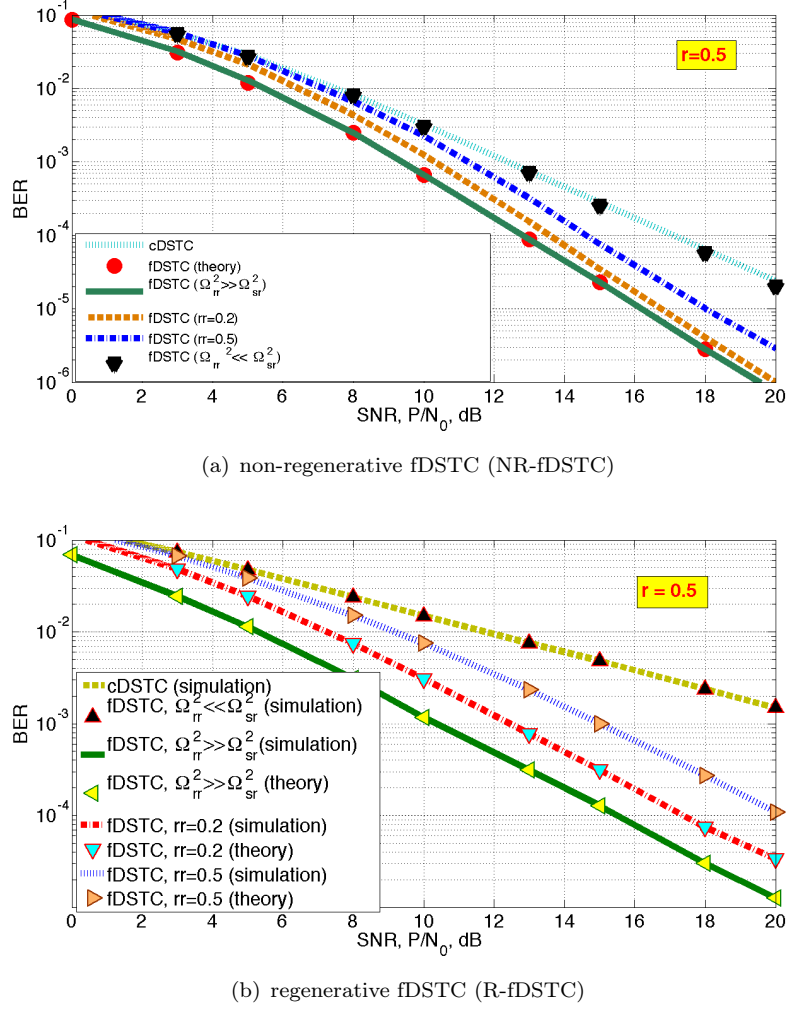 10^-1
10^-2
10^-3
10^-4
10^-5
10^-6
BER
r=0.5
cDSTC
fDSTC (theory)
fDSTC (Ω_rr^2>>Ω_sr^2)
fDSTC (rr=0.2)
fDSTC (rr=0.5)
fDSTC (Ω_rr^2<<Ω_sr^2)
0 2 4 6 8 10 12 14 16 18 20
SNR, P/N_0, dB
(a) non-regenerative fDSTC (NR-fDSTC)
10^-1
10^-2
10^-3
10^-4
BER
r = 0.5
cDSTC (simulation)
fDSTC, Ω_rr^2<<Ω_sr^2 (simulation)
fDSTC, Ω_rr^2>>Ω_sr^2(simulation)
fDSTC, Ω_rr^2>>Ω_sr^2 (theory)
fDSTC, rr=0.2 (simulation)
fDSTC, rr=0.2 (theory)
fDSTC, rr=0.5 (simulation)
fDSTC, rr=0.5 (theory)
0 2 4 6 8 10 12 14 16 18 20
SNR, P/N_0, dB
(b) regenerative fDSTC (R-fDSTC)